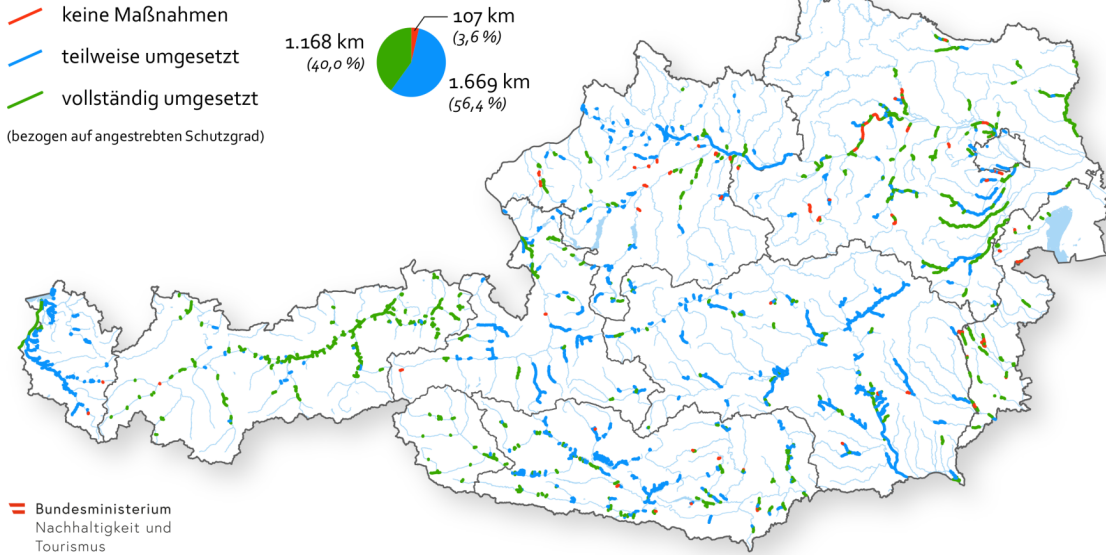 keine Maßnahmen
teilweise umgesetzt
vollständig umgesetzt
(bezogen auf angestrebten Schutzgrad)
107 km
(3,6 %)
1.168 km
(40,0 %)
1.669 km
(56,4 %)
Bundesministerium
Nachhaltigkeit und
Tourismus